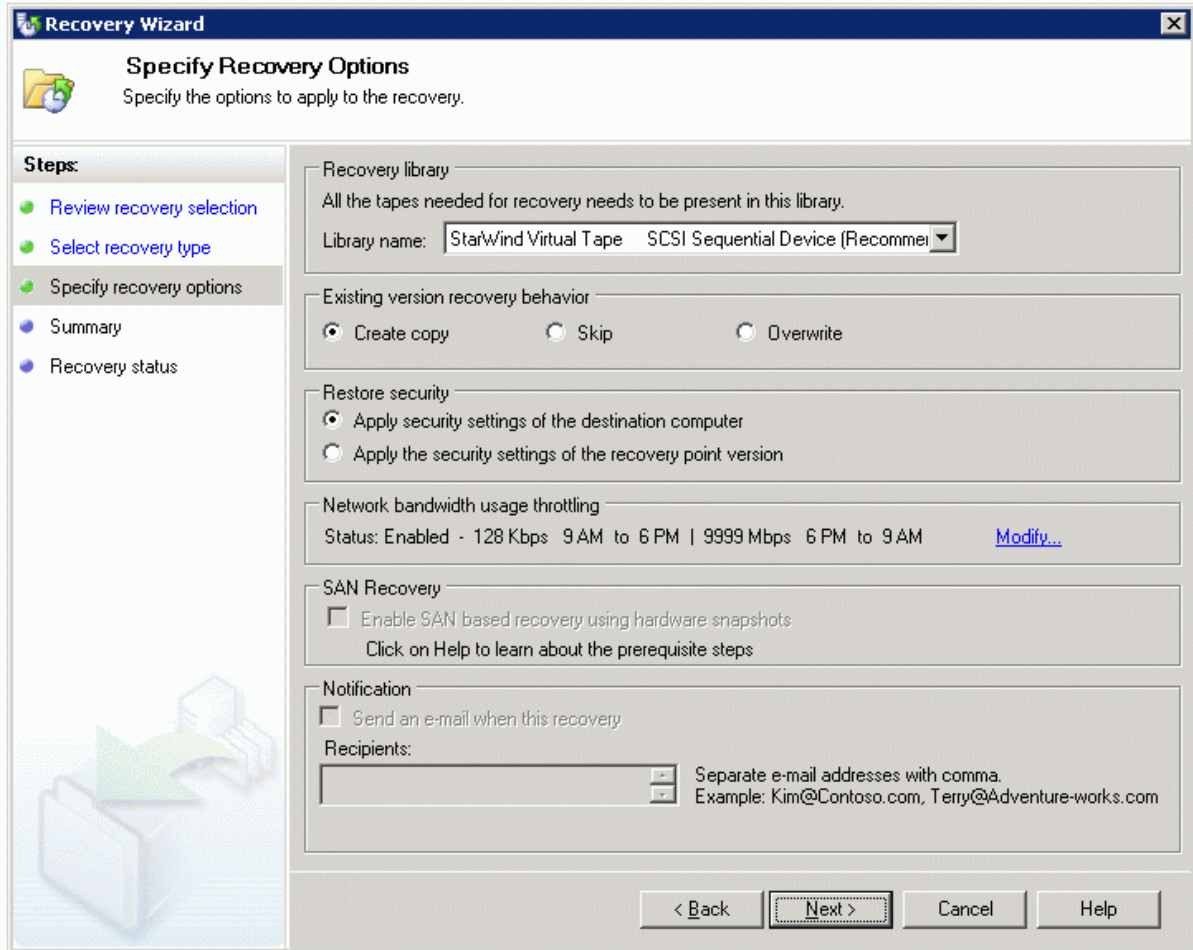 Recovery Wizard
Specify Recovery Options
Specify the options to apply to the recovery.
Steps:
Review recovery selection
Select recovery type
Specify recovery options
Summary
Recovery status
Recovery library
All the tapes needed for recovery needs to be present in this library.
Library name: StarWind Virtual Tape SCSI Sequential Device (Recommer
Existing version recovery behavior
Create copy Skip Overwrite
Restore security
Apply security settings of the destination computer
Apply the security settings of the recovery point version
Network bandwidth usage throttling
Status: Enabled - 128 Kbps 9 AM to 6 PM | 9999 Mbps 6 PM to 9 AM Modify...
SAN Recovery
Enable SAN based recovery using hardware snapshots
Click on Help to learn about the prerequisite steps
Notification
Send an e-mail when this recovery
Recipients:
Separate e-mail addresses with comma.
Example: Kim@Contoso.com, Terry@Adventure-works.com
< Back Next > Cancel Help